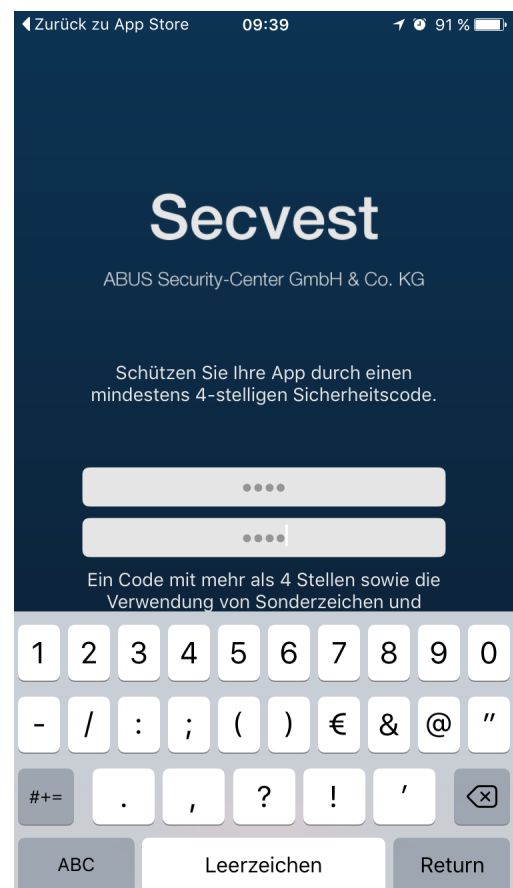 Zurück zu App Store 09:39 91 %
Secvest
ABUS Security-Center GmbH & Co. KG
Schützen Sie Ihre App durch einen
mindestens 4-stelligen Sicherheitscode.
••••
••••
Ein Code mit mehr als 4 Stellen sowie die
Verwendung von Sonderzeichen und
1 2 3 4 5 6 7 8 9 0
- / : ; ( ) € & @ "
#+= . , ? ! '
ABC Leerzeichen Return